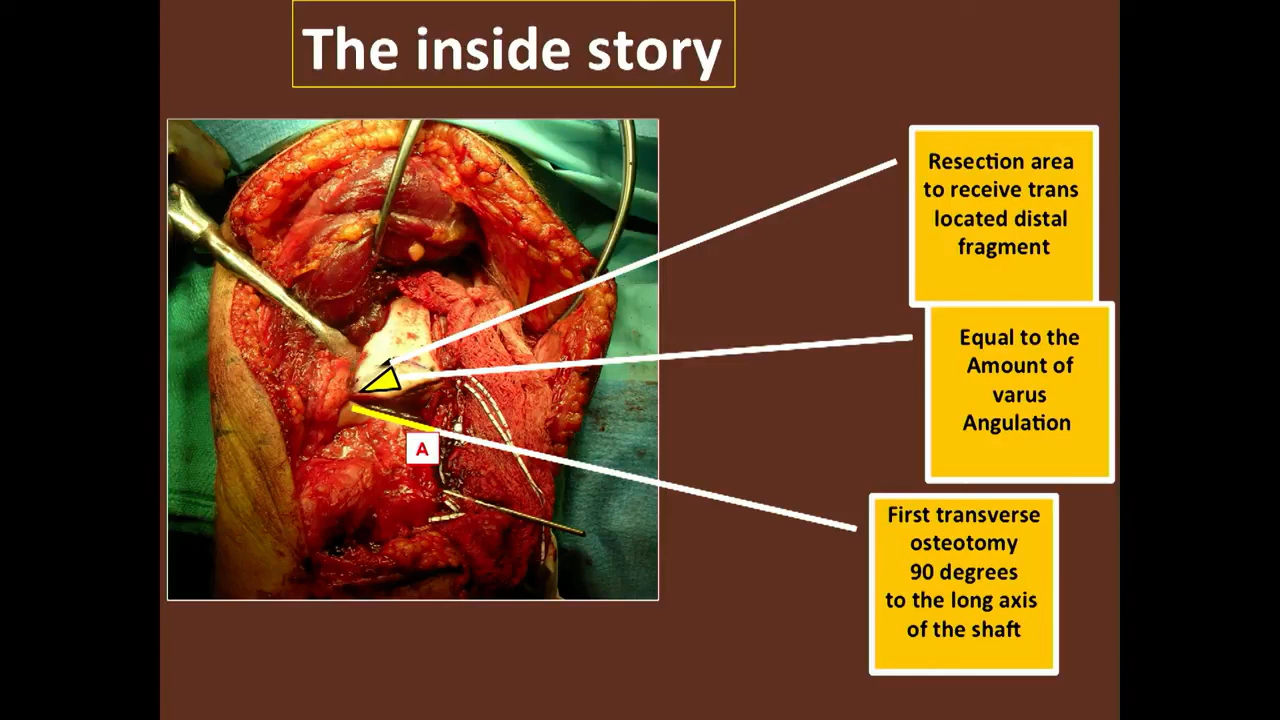 The inside story
Resection area
to receive trans
located distal
fragment
Equal to the
Amount of
varus
Angulation
A
First transverse
osteotomy
90 degrees
to the long axis
of the shaft